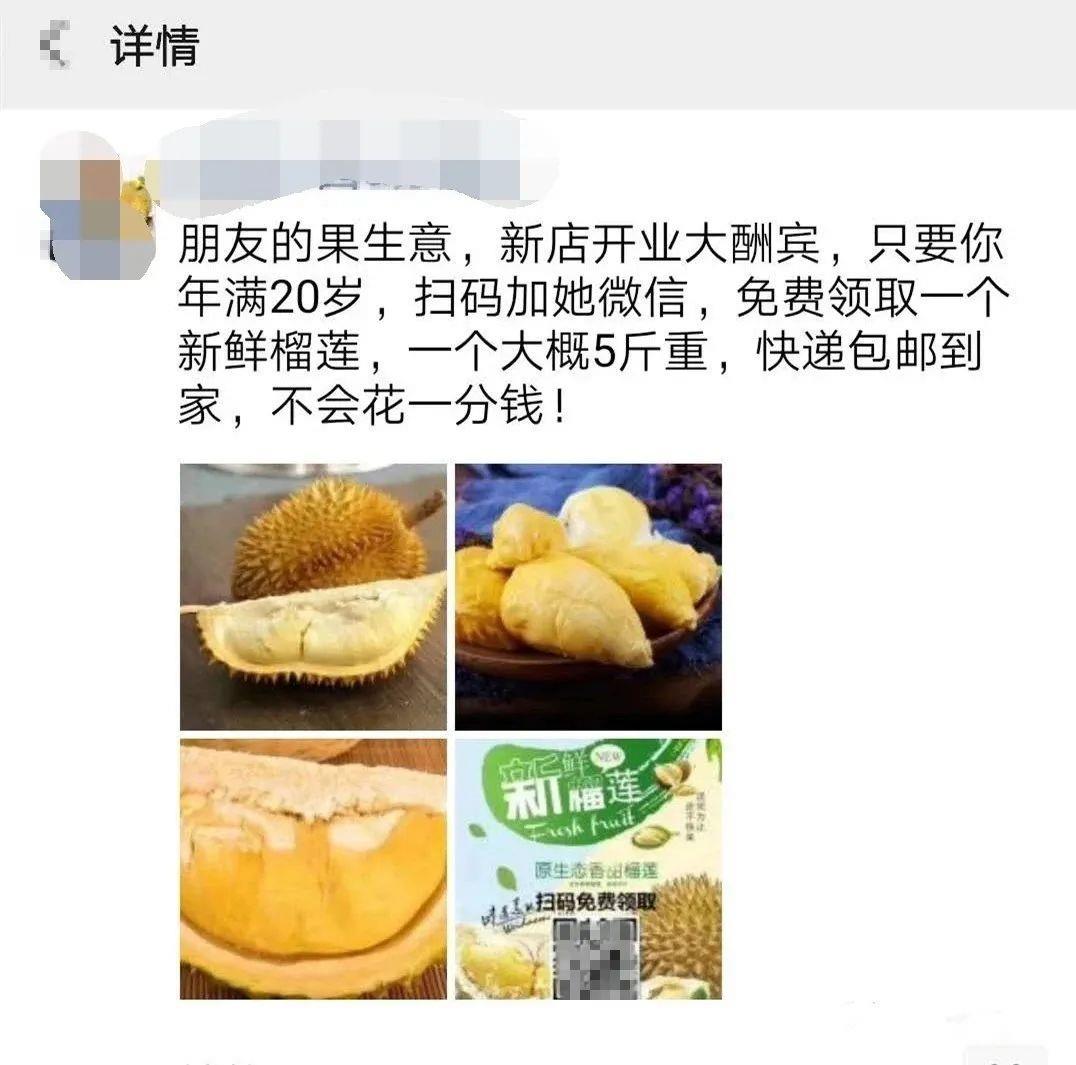 详情
朋友的果生意，新店开业大酬宾，只要你
年满20岁，扫码加她微信，免费领取一个
新鲜榴莲，一个大概5斤重，快递包邮到
家，不会花一分钱！
新鲜
NEW
榴莲
Fresh fruit
原生态香甜榴莲
扫码免费领取